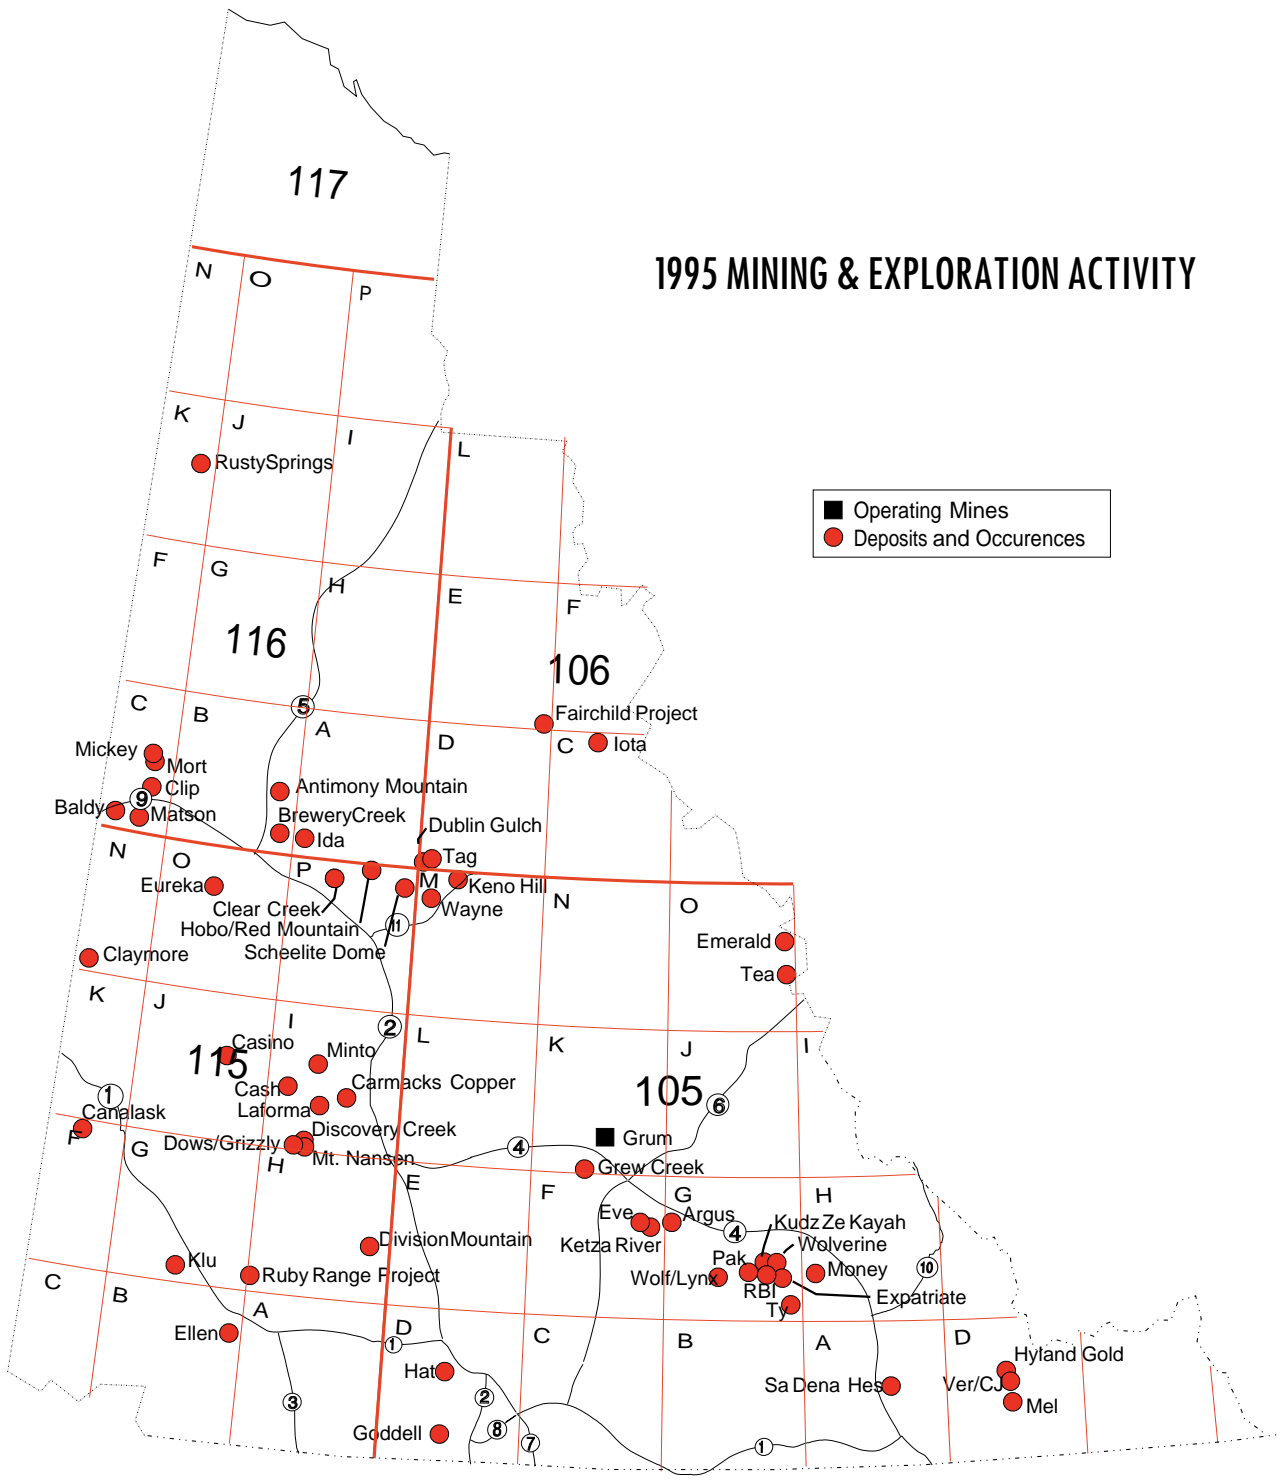 117
1995 MINING & EXPLORATION ACTIVITY
N
O
P
K
J
I
L
RustySprings
Operating Mines
Deposits and Occurences
F
G
H
E
F
116
106
C
B
5
A
D
Fairchild Project
C
Iota
Mickey
Mort
Clip
Antimony Mountain
9
Baldy
Matson
BreweryCreek
Ida
Dublin Gulch
Tag
N
O
P
M
Keno Hill
N
O
Eureka
Clear Creek
Wayne
Hobo/Red Mountain
11
Scheelite Dome
Emerald
Tea
Claymore
K
J
I
2
L
K
J
I
Casino
115
Minto
105
Cash
Carmacks Copper
Laforma
1
6
Canalask
F
G
Discovery Creek
Dows/Grizzly
Mt. Nansen
H
4
Grum
Grew Creek
E
F
G
H
Eve
Argus
Ketza River
4
Kudz Ze Kayah
Wolverine
DivisionMountain
Klu
Ruby Range Project
Pak
Wolf/Lynx
RBI
Money
10
Expatriate
Ty
C
B
A
D
C
B
A
D
Ellen
1
Hat
Hyland Gold
Sa Dena Hes
Ver/CJ
Mel
3
2
Goddell
8
7
1